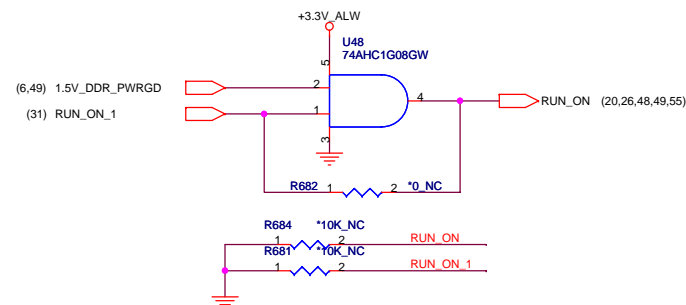 +3.3V_ALW
U48
74AHC1G08GW
5
(6,49) 1.5V_DDR_PWRGD 2
4 RUN_ON (20,26,48,49,55)
(31) RUN_ON_1 1
3
R682 1 2 *0_NC
R684 *10K_NC
1 2 RUN_ON
R681 *10K_NC
1 2 RUN_ON_1